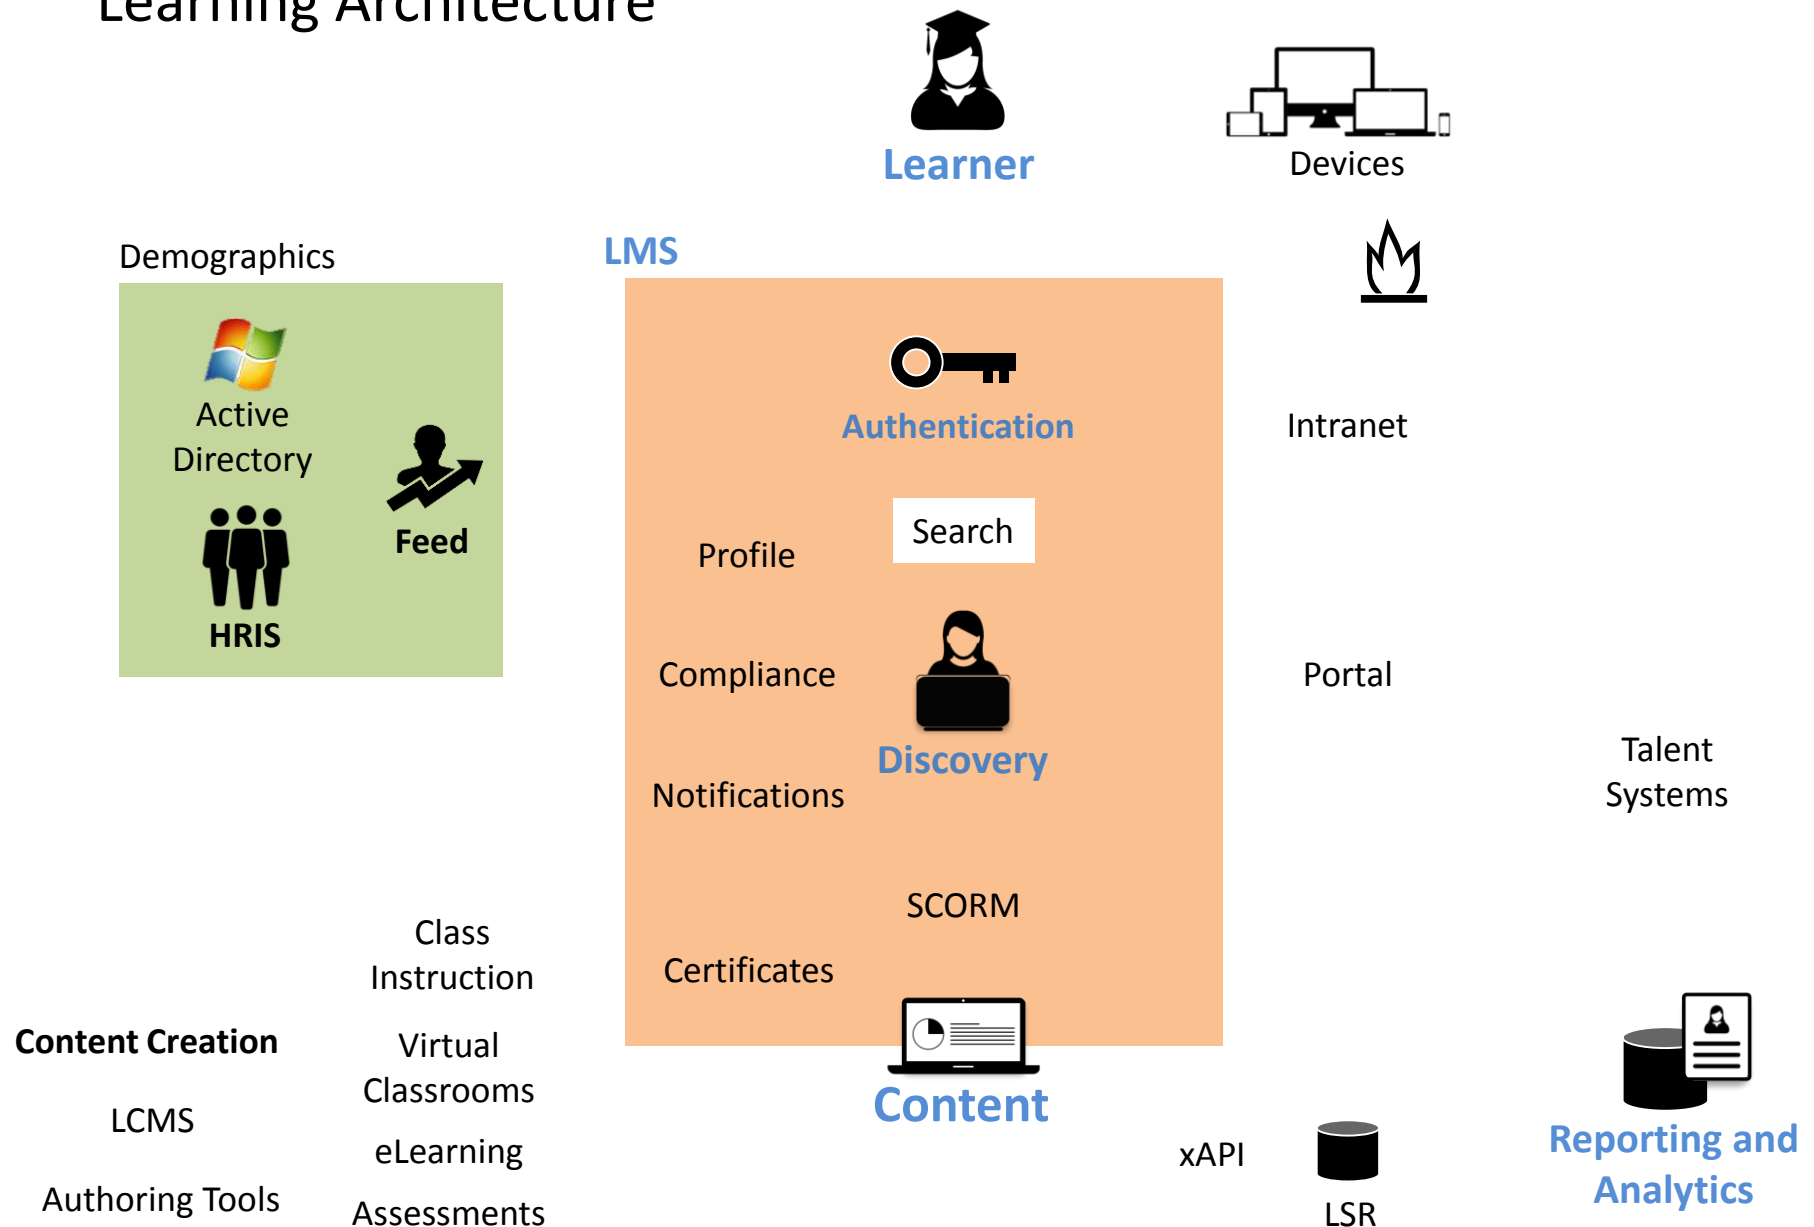 Learning Architecture
Learner
Devices
Demographics
LMS
Active
Directory
Feed
HRIS
Authentication
Intranet
Search
Profile
Compliance
Portal
Discovery
Notifications
Talent
Systems
SCORM
Certificates
Class
Instruction
Content Creation
Virtual
Classrooms
LCMS
eLearning
Authoring Tools
Assessments
Content
xAPI
LSR
Reporting and
Analytics